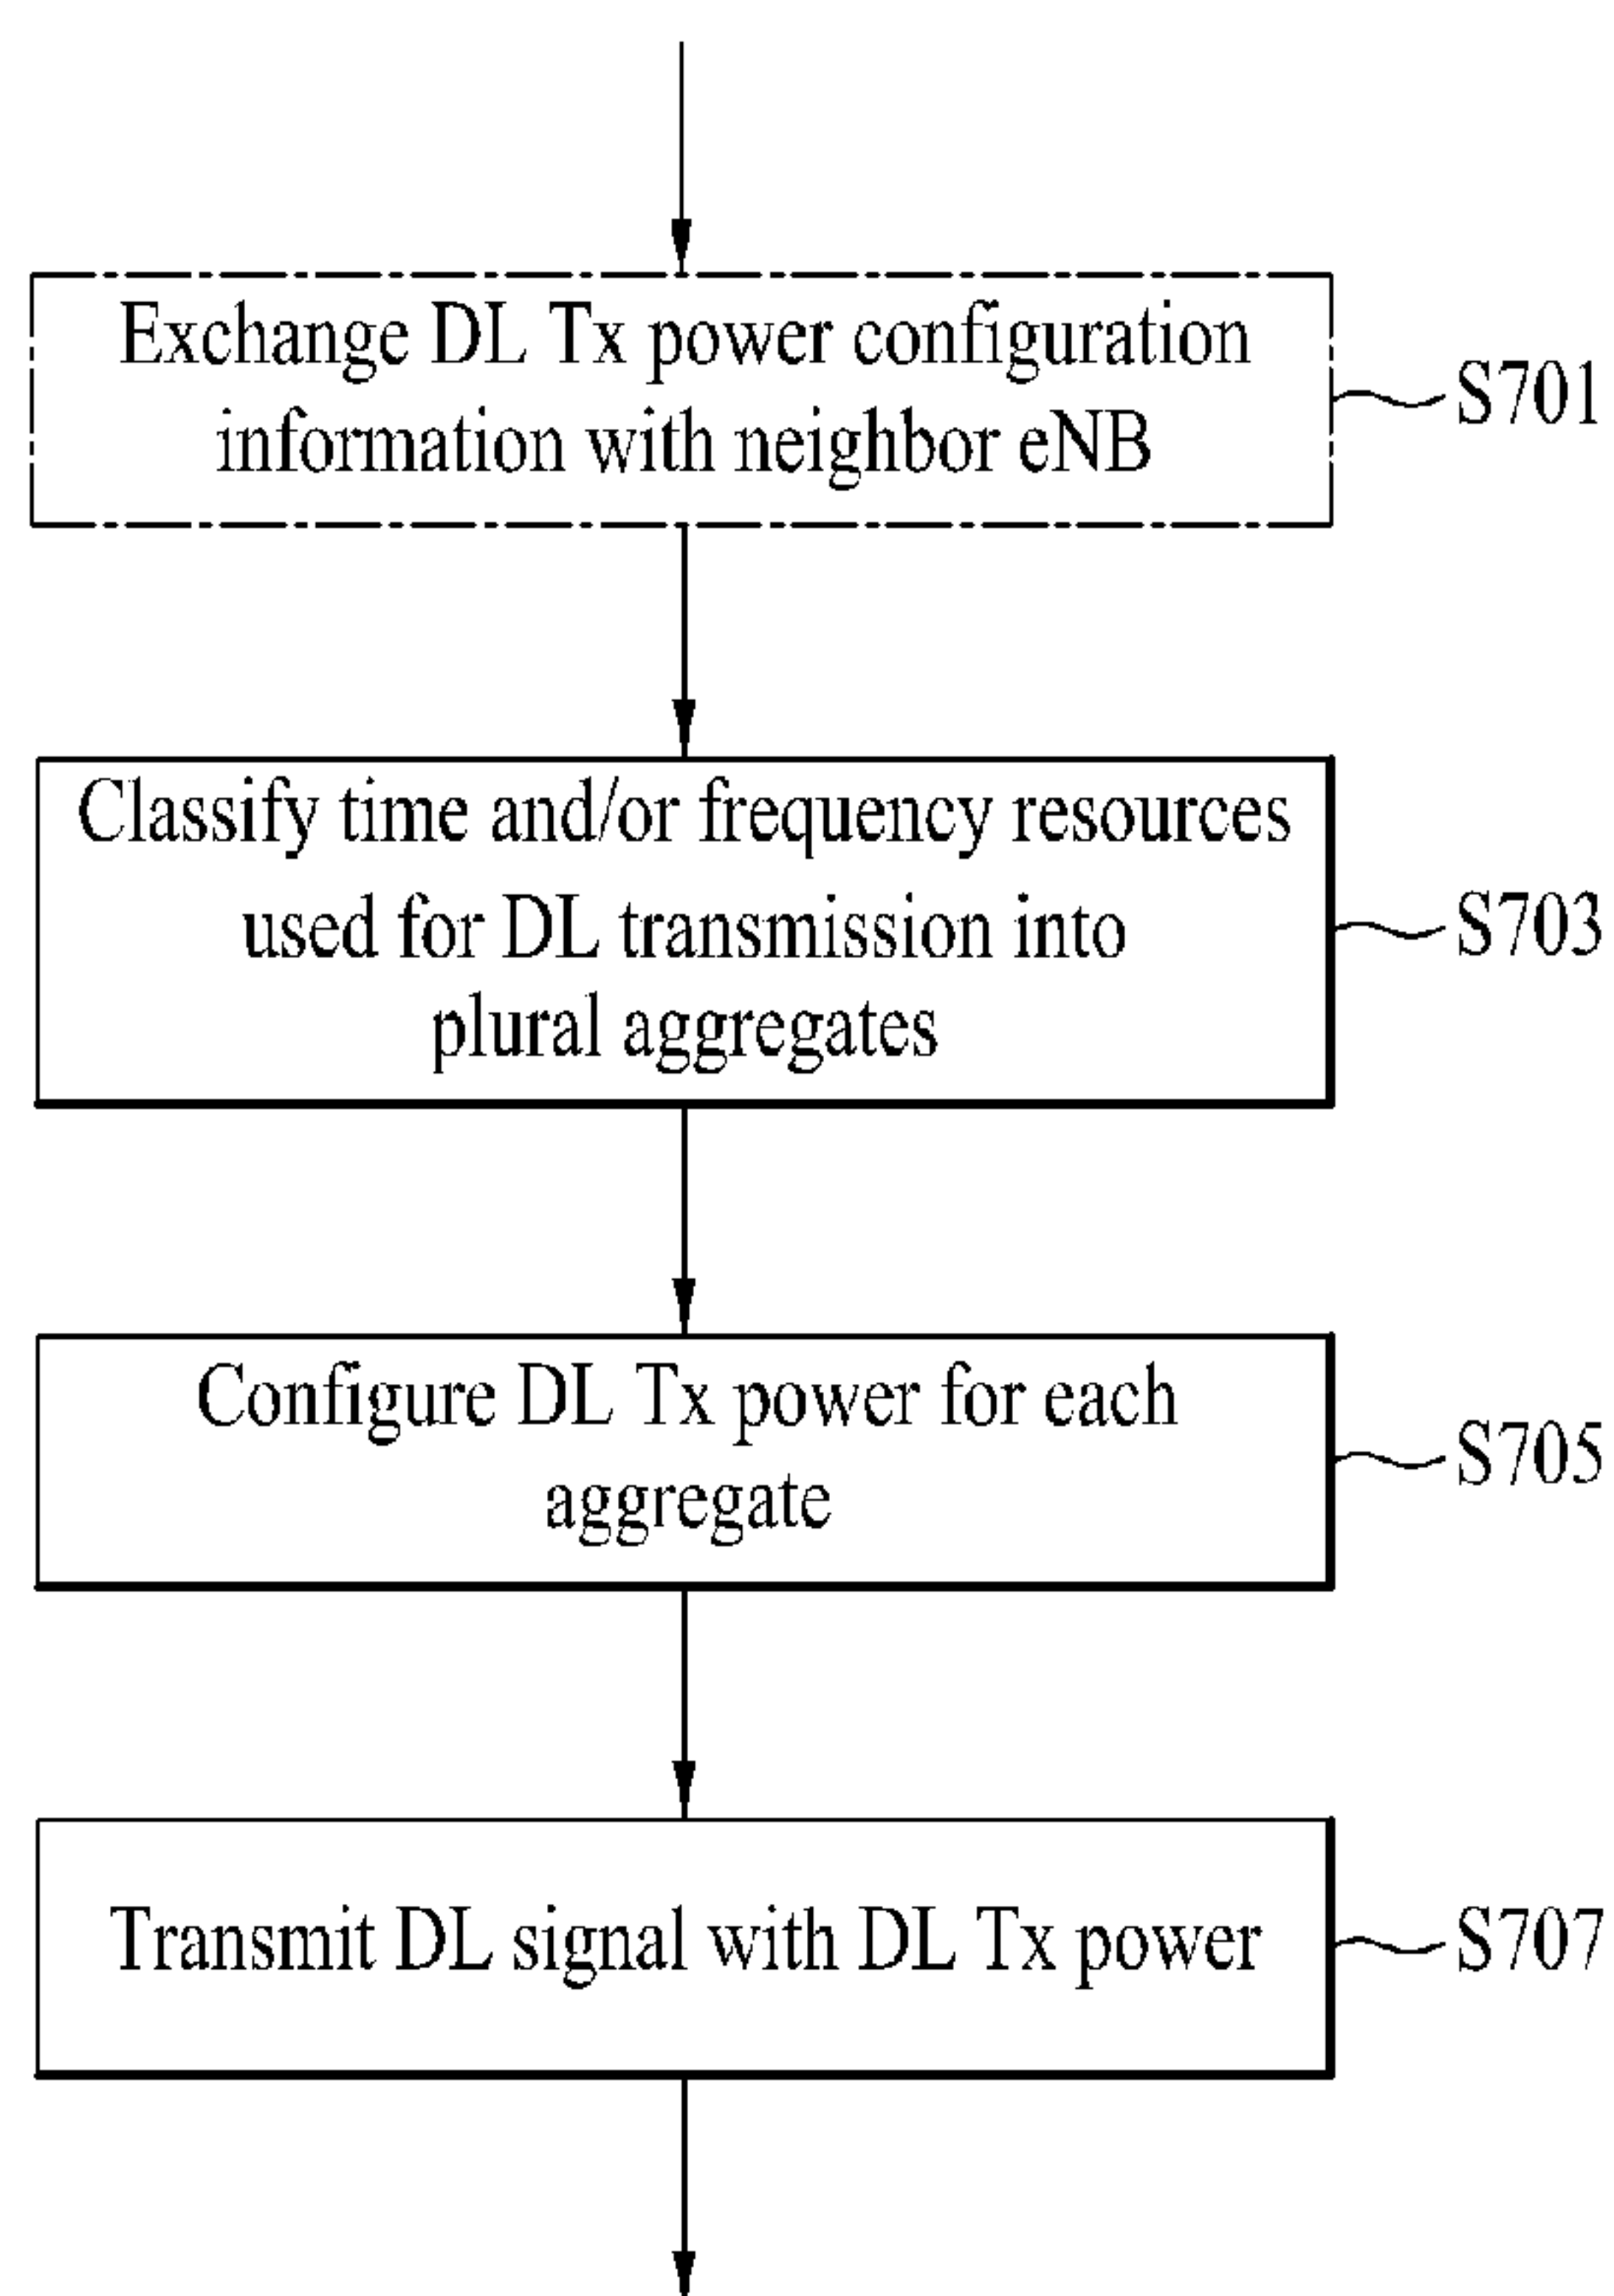 Exchange DL Tx power configuration
information with neighbor eNB
S701
Classify time and/or frequency resources
used for DL transmission into
plural aggregates
S703
Configure DL Tx power for each
aggregate
S705
Transmit DL signal with DL Tx power
S707